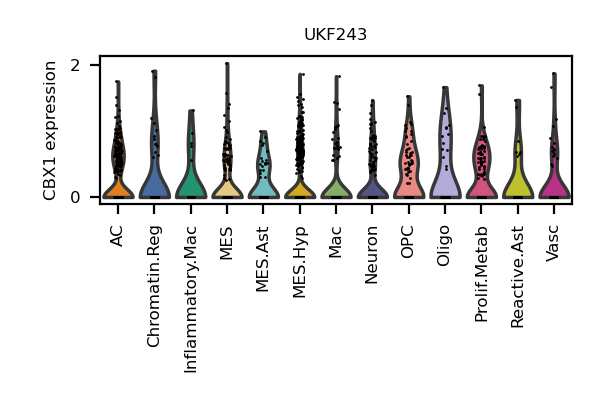 UKF243
CBX1 expression
2
0
AC
Chromatin.Reg
Inflammatory.Mac
MES
MES.Ast
MES.Hyp
Mac
Neuron
OPC
Oligo
Prolif.Metab
Reactive.Ast
Vasc